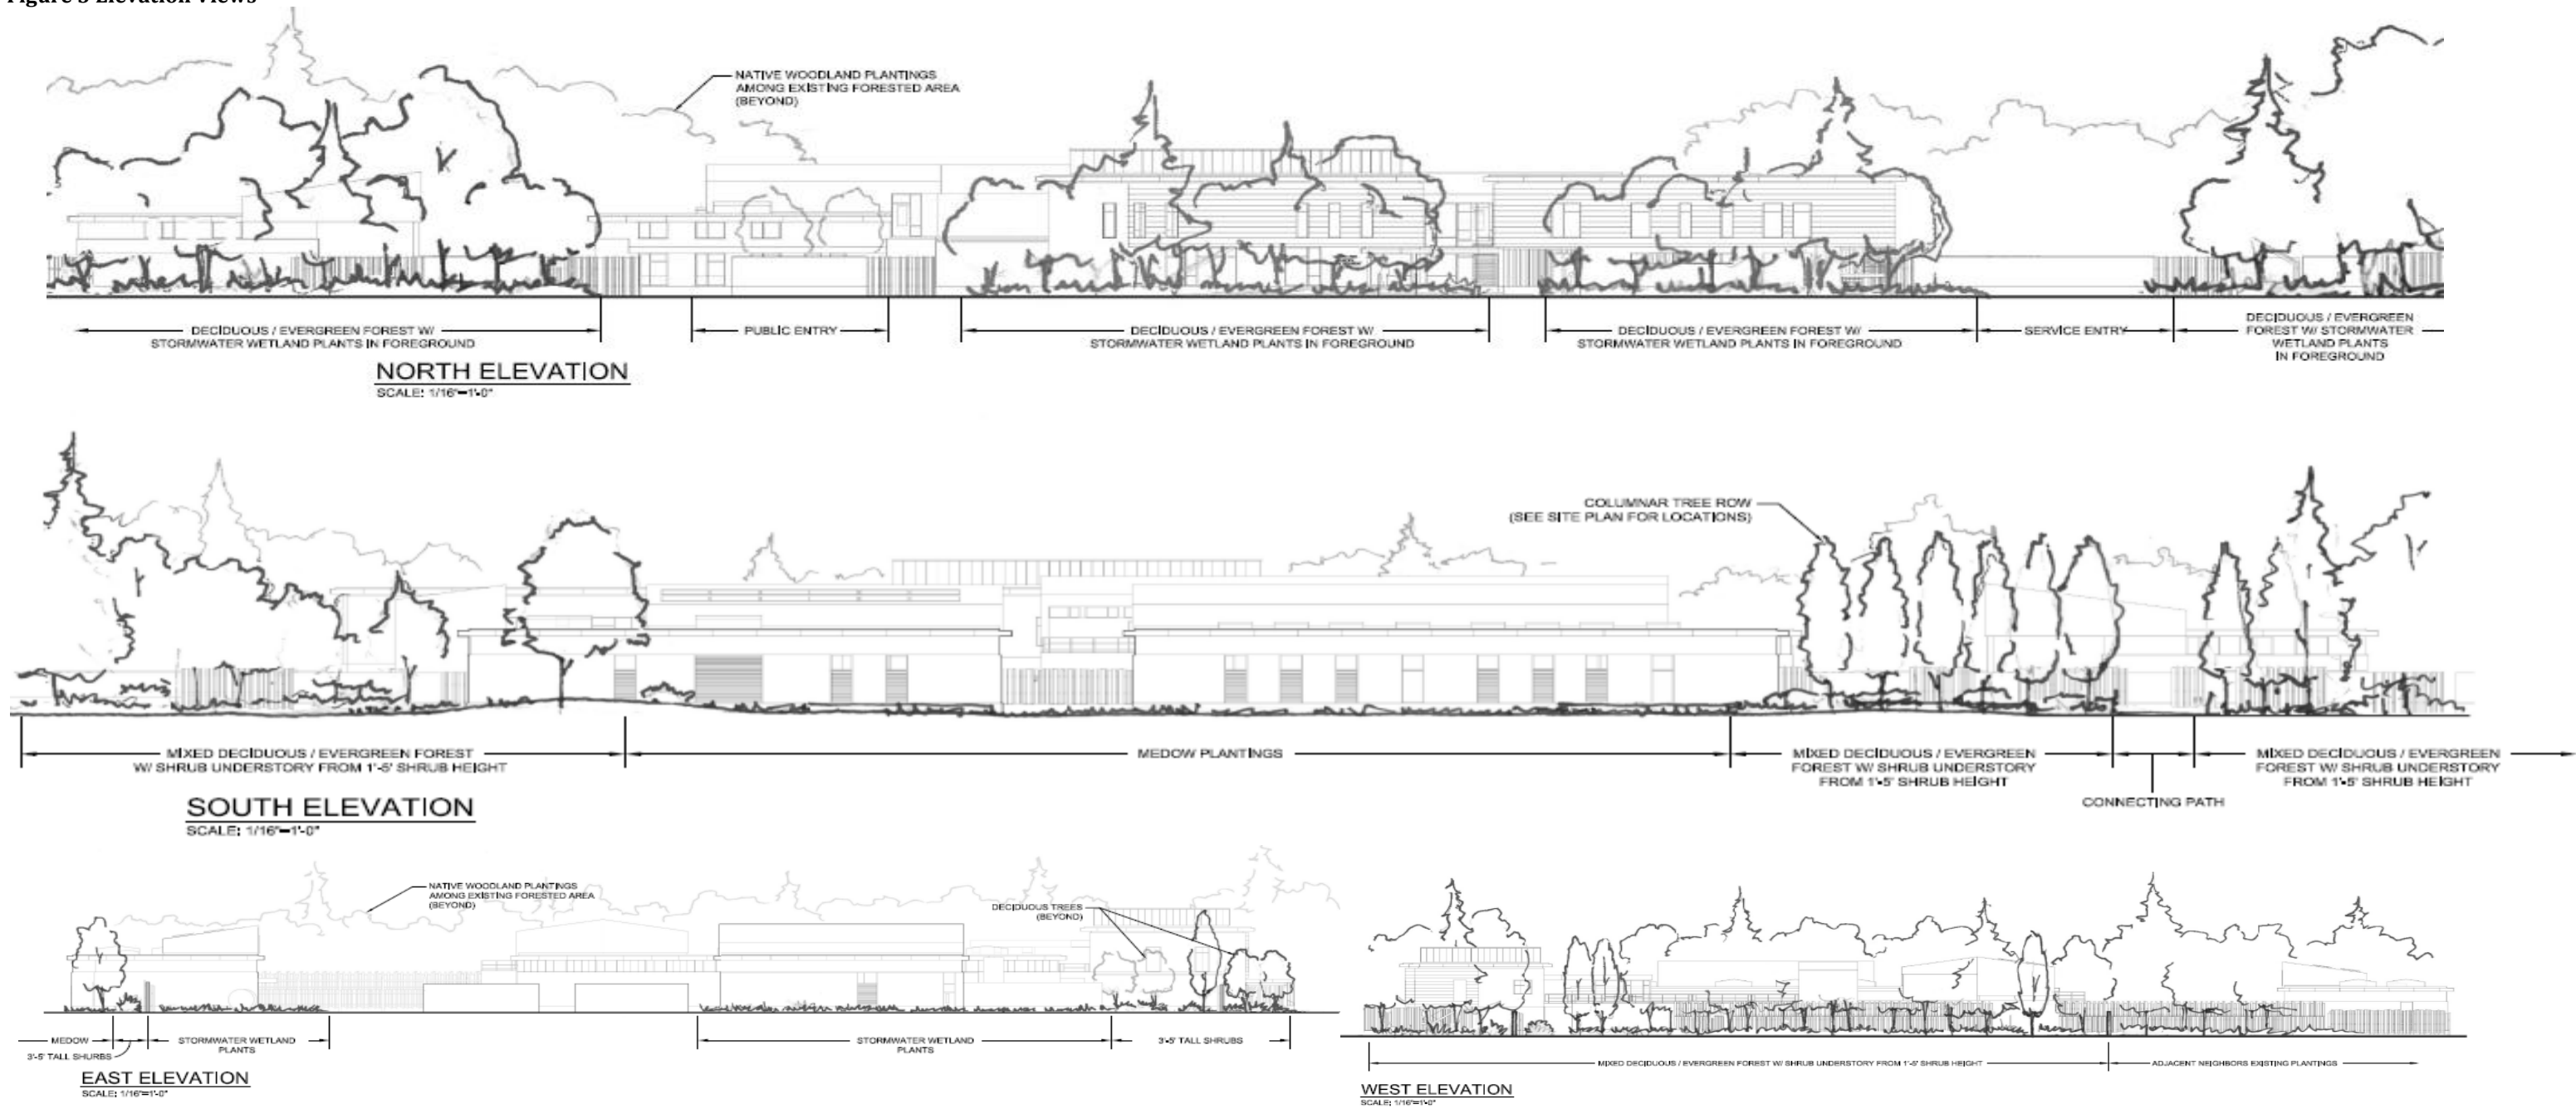 Figure 3 Elevation Views
NATIVE WOODLAND PLANTINGS
AMONG EXISTING FORESTED AREA
(BEYOND)
DECIDUOUS / EVERGREEN FOREST W/
STORMWATER WETLAND PLANTS IN FOREGROUND
PUBLIC ENTRY
DECIDUOUS / EVERGREEN FOREST W/
STORMWATER WETLAND PLANTS IN FOREGROUND
DECIDUOUS / EVERGREEN FOREST W/
STORMWATER WETLAND PLANTS IN FOREGROUND
SERVICE ENTRY
DECIDUOUS / EVERGREEN
FOREST W/ STORMWATER
WETLAND PLANTS
IN FOREGROUND
NORTH ELEVATION
SCALE: 1/16"=1'-0"
COLUMNAR TREE ROW
(SEE SITE PLAN FOR LOCATIONS)
MIXED DECIDUOUS / EVERGREEN FOREST
W/ SHRUB UNDERSTORY FROM 1'-5' SHRUB HEIGHT
MEDOW PLANTINGS
MIXED DECIDUOUS / EVERGREEN
FOREST W/ SHRUB UNDERSTORY
FROM 1'-5' SHRUB HEIGHT
CONNECTING PATH
MIXED DECIDUOUS / EVERGREEN
FOREST W/ SHRUB UNDERSTORY
FROM 1'-5' SHRUB HEIGHT
SOUTH ELEVATION
SCALE: 1/16"=1'-0"
NATIVE WOODLAND PLANTINGS
AMONG EXISTING FORESTED AREA
(BEYOND)
DECIDUOUS TREES
(BEYOND)
MEDOW
3'-5' TALL SHURBS
STORMWATER WETLAND
PLANTS
STORMWATER WETLAND
PLANTS
3'-5' TALL SHRUBS
EAST ELEVATION
SCALE: 1/16"=1'-0"
MIXED DECIDUOUS / EVERGREEN FOREST W/ SHRUB UNDERSTORY FROM 1'-5' SHRUB HEIGHT
ADJACENT NEIGHBORS EXISTING PLANTINGS
WEST ELEVATION
SCALE: 1/16"=1'-0"